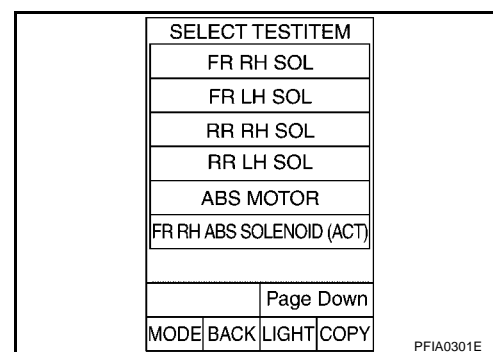 SELECT TESTITEM
FR RH SOL
FR LH SOL
RR RH SOL
RR LH SOL
ABS MOTOR
FR RH ABS SOLENOID (ACT)
Page Down
MODE BACK LIGHT COPY
PFIA0301E